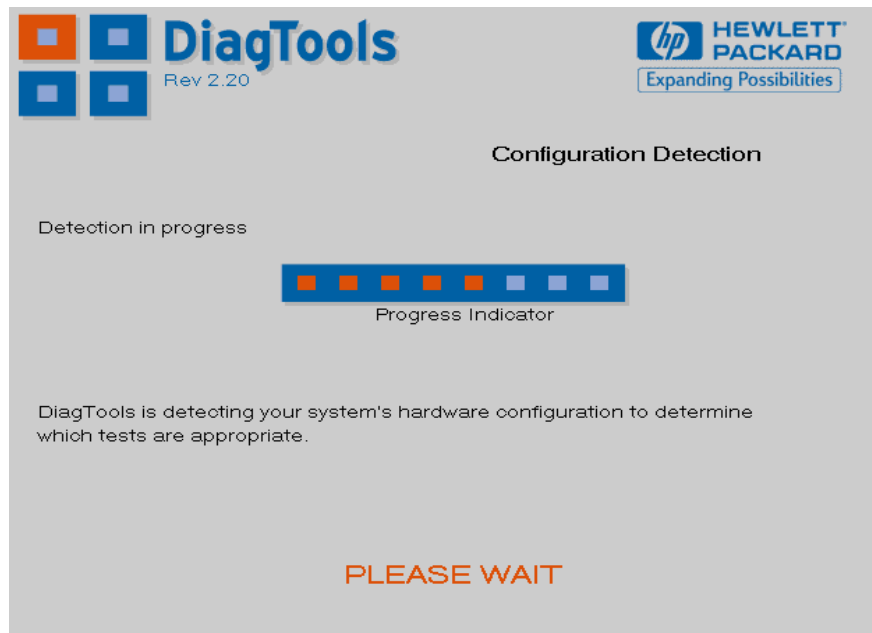 DiagTools
Rev 2.20
hp HEWLETT
PACKARD
Expanding Possibilities
Configuration Detection
Detection in progress
Progress Indicator
DiagTools is detecting your system's hardware configuration to determine
which tests are appropriate.
PLEASE WAIT